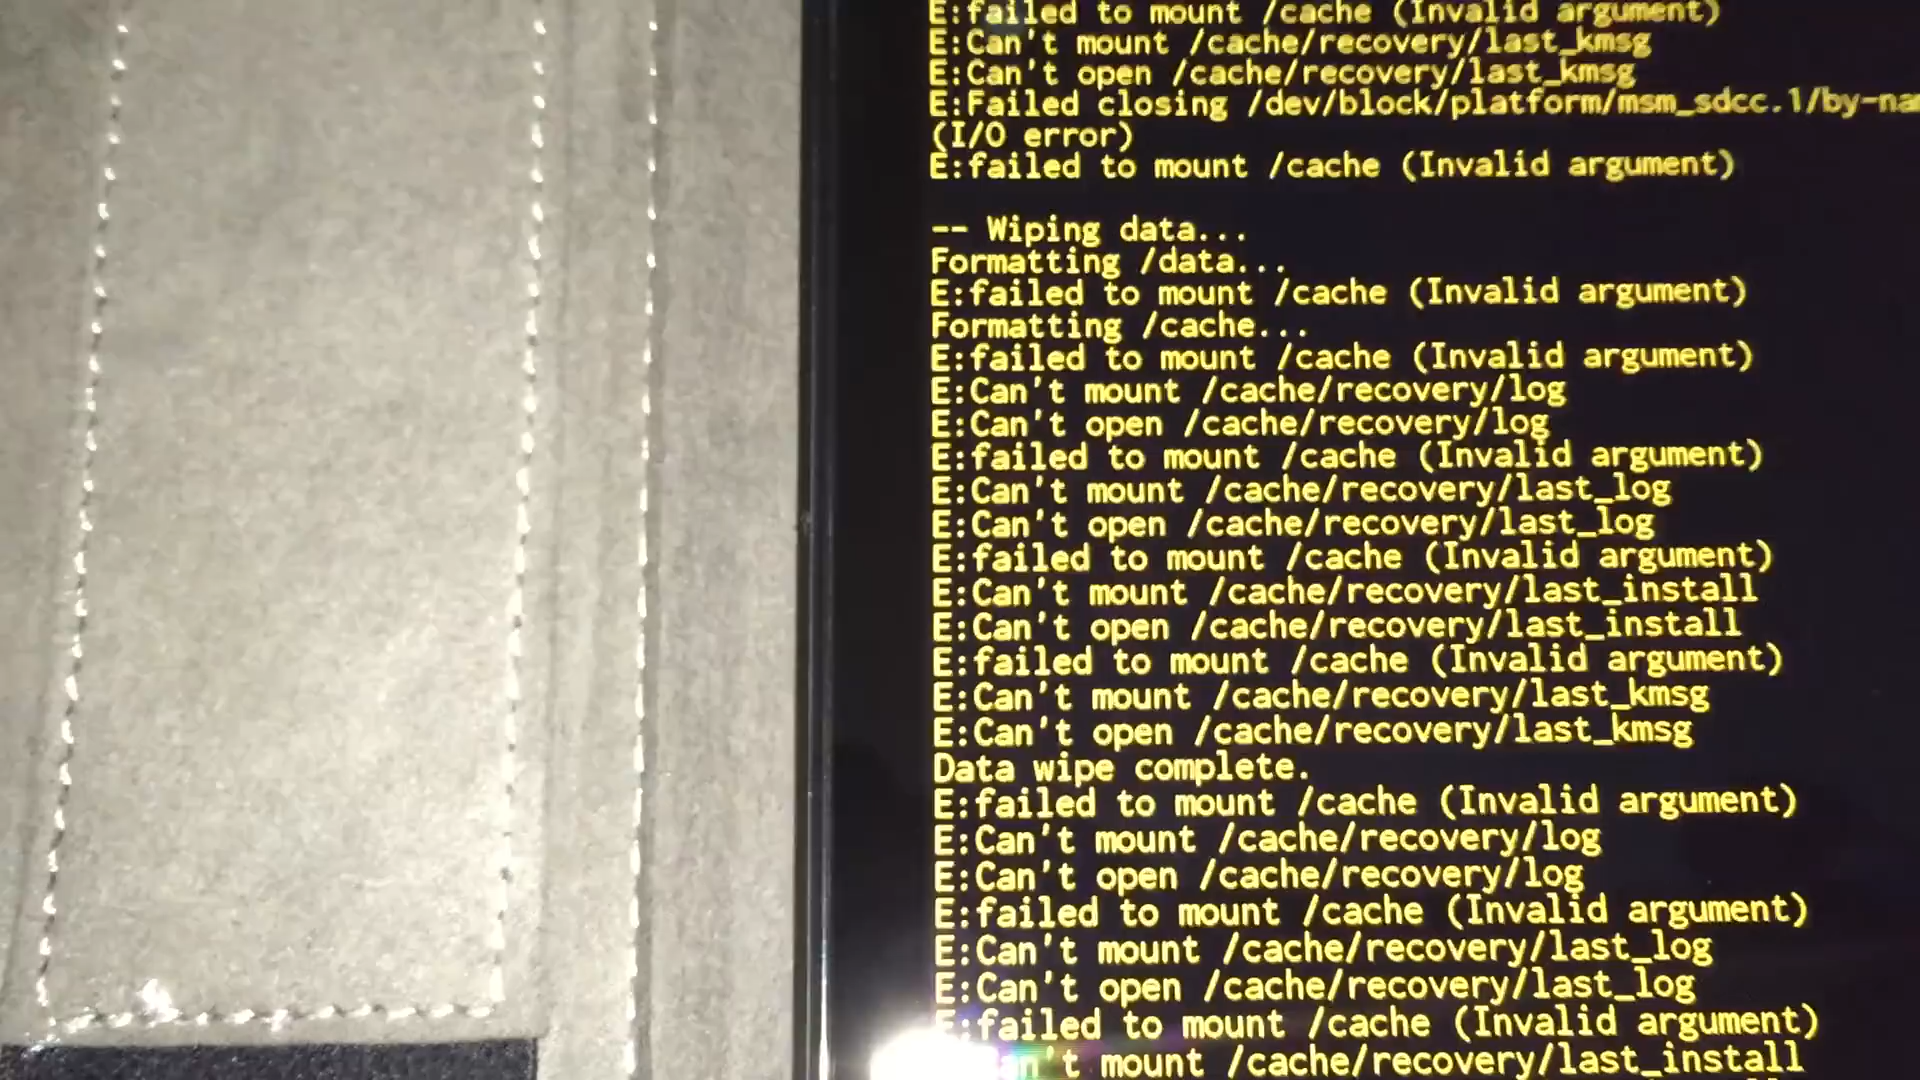 E:failed to mount /cache (Invalid argument)
E:Can't mount /cache/recovery/last_kmsg
E:Can't open /cache/recovery/last_kmsg
E:Failed closing /dev/block/platform/msm_sdcc.1/by-na
(I/O error)
E:failed to mount /cache (Invalid argument)
-- Wiping data...
Formatting /data...
E:failed to mount /cache (Invalid argument)
Formatting /cache...
E:failed to mount /cache (Invalid argument)
E:Can't mount /cache/recovery/log
E:Can't open /cache/recovery/log
E:failed to mount /cache (Invalid argument)
E:Can't mount /cache/recovery/last_log
E:Can't open /cache/recovery/last_log
E:failed to mount /cache (Invalid argument)
E:Can't mount /cache/recovery/last_install
E:Can't open /cache/recovery/last_install
E:failed to mount /cache (Invalid argument)
E:Can't mount /cache/recovery/last_kmsg
E:Can't open /cache/recovery/last_kmsg
Data wipe complete.
E:failed to mount /cache (Invalid argument)
E:Can't mount /cache/recovery/log
E:Can't open /cache/recovery/log
E:failed to mount /cache (Invalid argument)
E:Can't mount /cache/recovery/last_log
E:Can't open /cache/recovery/last_log
E:failed to mount /cache (Invalid argument)
an't mount /cache/recovery/last_install